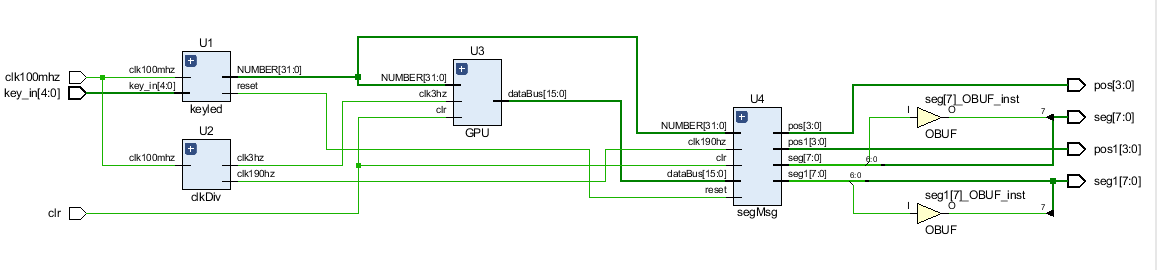 U1
clk100mhz
key_in[4:0]
clk100mhz
key_in[4:0]
NUMBER[31:0]
reset
keyled
U2
clk100mhz
clk3hz
clk190hz
clkDiv
clr
U3
NUMBER[31:0]
clk3hz
clr
dataBus[15:0]
GPU
U4
NUMBER[31:0]
clk190hz
clr
dataBus[15:0]
reset
pos[3:0]
pos1[3:0]
seg[7:0]
seg1[7:0]
segMsg
seg[7]_OBUF_inst
I
O
7
OBUF
6:0
6:0
seg1[7]_OBUF_inst
I
O
7
OBUF
pos[3:0]
seg[7:0]
pos1[3:0]
seg1[7:0]